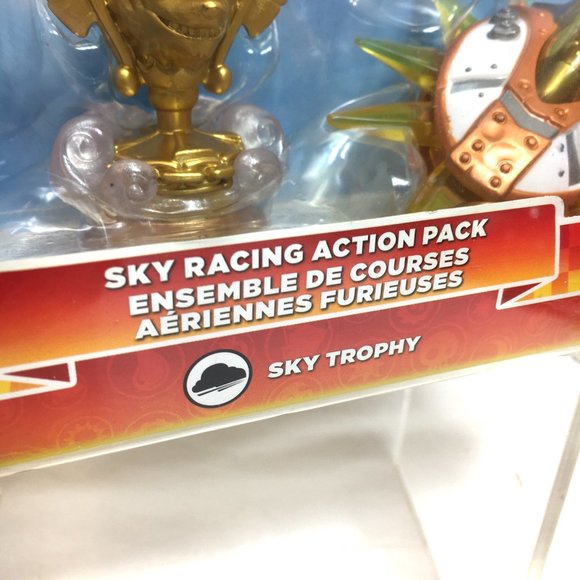 SKY RACING ACTION PACK
ENSEMBLE DE COURSES
AÉRIENNES FURIEUSES
SKY TROPHY